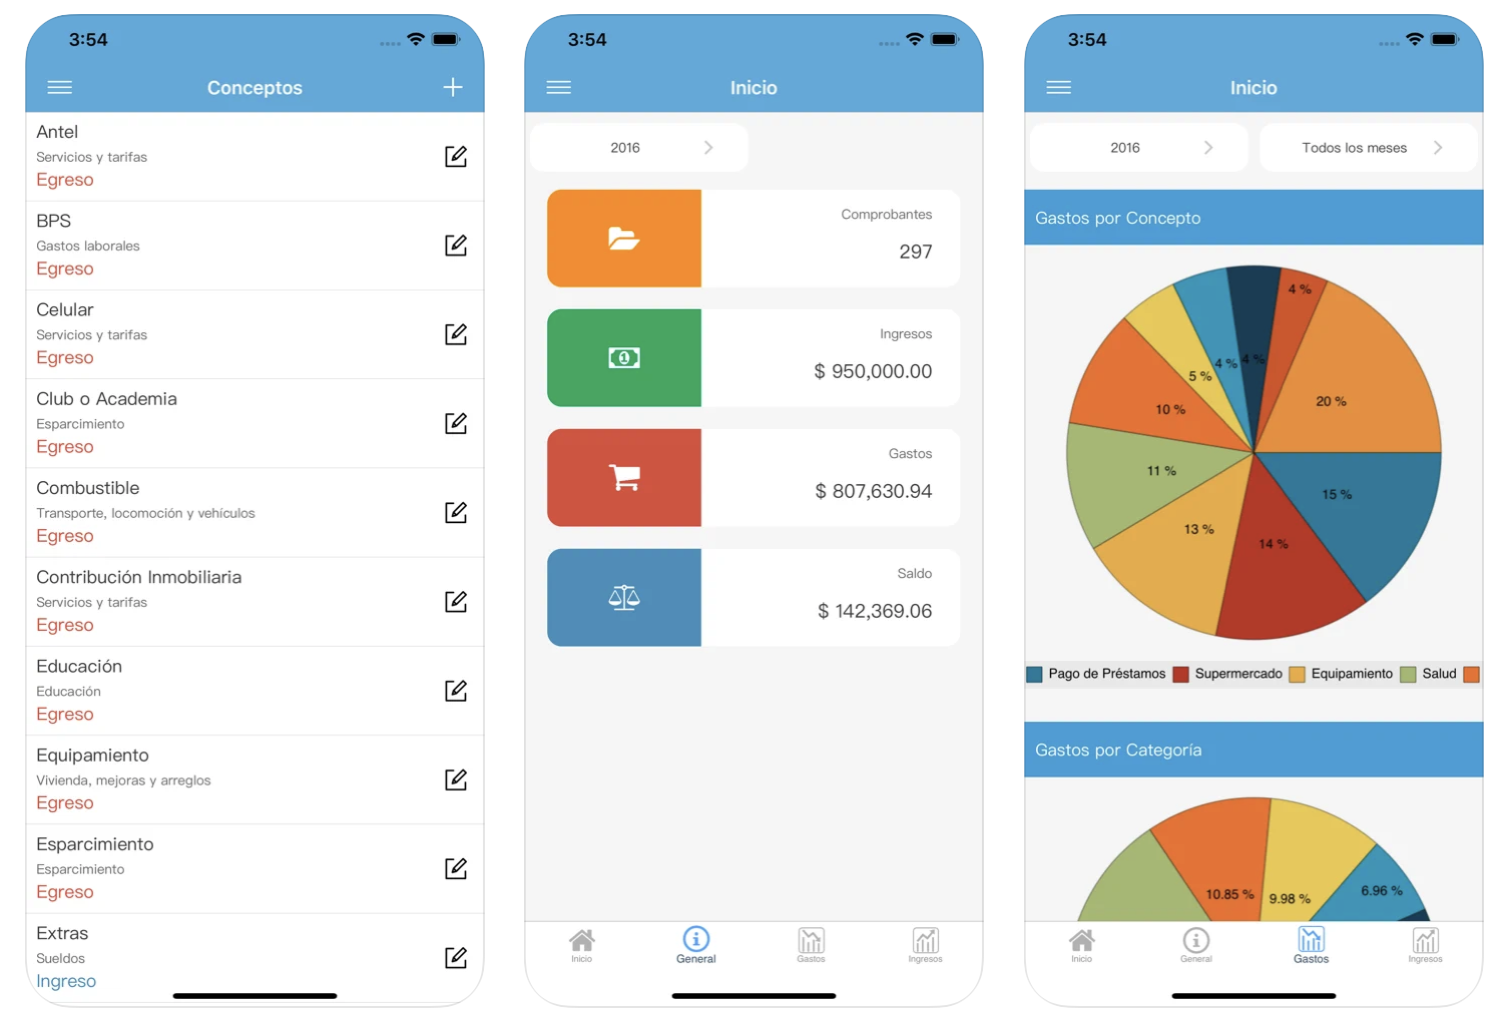 3:54
Conceptos
Antel
Servicios y tarifas
Egreso
BPS
Gastos laborales
Egreso
Celular
Servicios y tarifas
Egreso
Club o Academia
Esparcimiento
Egreso
Combustible
Transporte, locomoción y vehículos
Egreso
Contribución Inmobiliaria
Servicios y tarifas
Egreso
Educación
Educación
Egreso
Equipamiento
Vivienda, mejoras y arreglos
Egreso
Esparcimiento
Esparcimiento
Egreso
Extras
Sueldos
Ingreso
3:54
Inicio
2016
Comprobantes
297
Ingresos
$ 950,000.00
Gastos
$ 807,630.94
Saldo
$ 142,369.06
Inicio General Gastos Ingresos
3:54
Inicio
2016 Todos los meses
Gastos por Concepto
4 %
4 % 4 %
5 %
20 %
10 %
11 %
15 %
13 %
14 %
Pago de Préstamos Supermercado Equipamiento Salud
Gastos por Categoría
10.85 % 9.98 % 6.96 %
Inicio General Gastos Ingresos